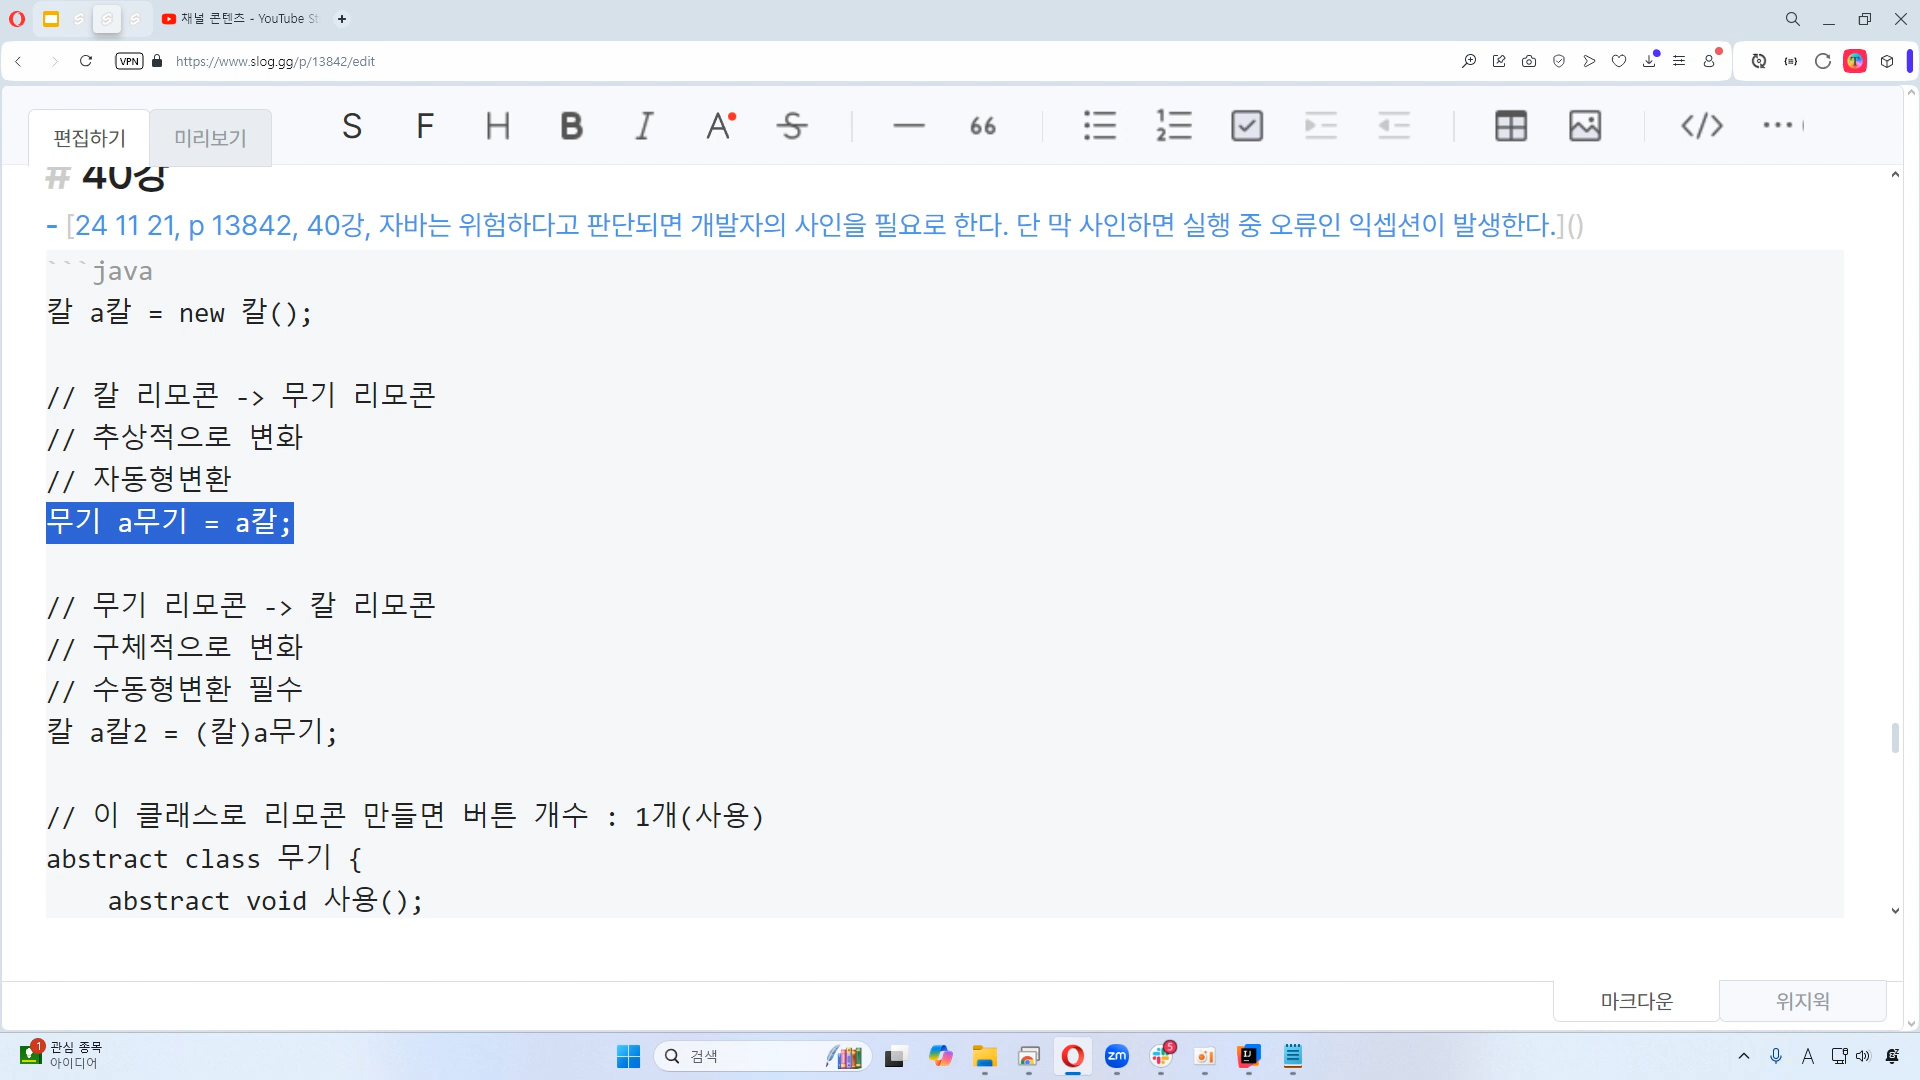 채널 콘텐츠 - YouTube St
VPN
https://www.slog.gg/p/13842/edit
편집하기
미리보기
S F H B I A S
66
# 40강
- [24 11 21, p 13842, 40강, 자바는 위험하다고 판단되면 개발자의 사인을 필요로 한다. 단 막 사인하면 실행 중 오류인 익셉션이 발생한다.]()
```java
칼 a칼 = new 칼();
// 칼 리모콘 -> 무기 리모콘
// 추상적으로 변화
// 자동형변환
무기 a무기 = a칼;
// 무기 리모콘 -> 칼 리모콘
// 구체적으로 변화
// 수동형변환 필수
칼 a칼2 = (칼)a무기;
// 이 클래스로 리모콘 만들면 버튼 개수 : 1개(사용)
abstract class 무기 {
abstract void 사용();
마크다운
위지윅
1
관심 종목
아이디어
검색
zm
5
A